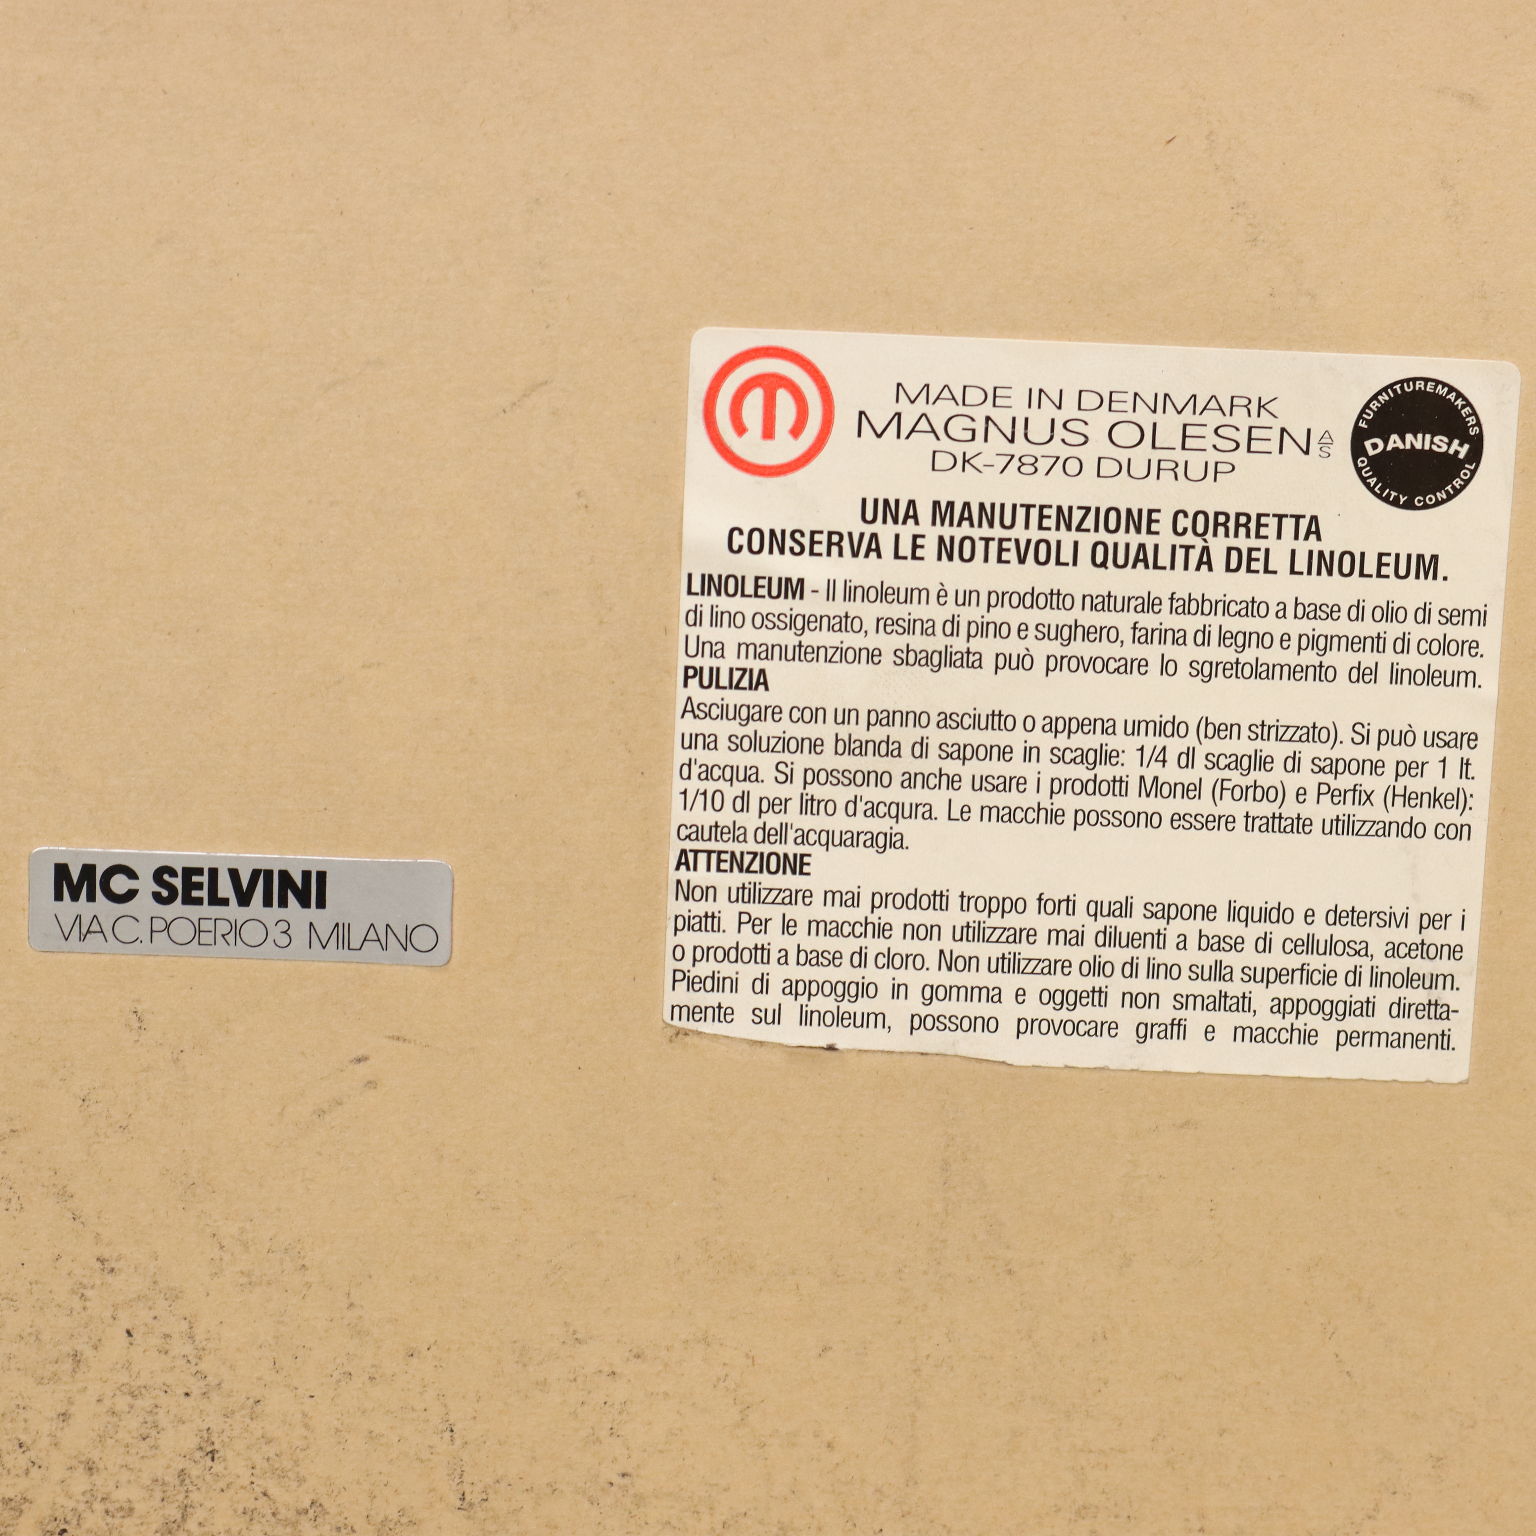 MADE IN DENMARK
MAGNUS OLESEN A/S
DK-7870 DURUP
FURNITUREMAKERS
DANISH
QUALITY CONTROL
UNA MANUTENZIONE CORRETTA
CONSERVA LE NOTEVOLI QUALITÀ DEL LINOLEUM.
LINOLEUM - Il linoleum è un prodotto naturale fabbricato a base di olio di semi
di lino ossigenato, resina di pino e sughero, farina di legno e pigmenti di colore.
Una manutenzione sbagliata può provocare lo sgretolamento del linoleum.
PULIZIA
Asciugare con un panno asciutto o appena umido (ben strizzato). Si può usare
una soluzione blanda di sapone in scaglie: 1/4 dl scaglie di sapone per 1 lt.
d'acqua. Si possono anche usare i prodotti Monel (Forbo) e Perfix (Henkel):
1/10 dl per litro d'acqura. Le macchie possono essere trattate utilizzando con
cautela dell'acquaragia.
ATTENZIONE
Non utilizzare mai prodotti troppo forti quali sapone liquido e detersivi per i
piatti. Per le macchie non utilizzare mai diluenti a base di cellulosa, acetone
o prodotti a base di cloro. Non utilizzare olio di lino sulla superficie di linoleum.
Piedini di appoggio in gomma e oggetti non smaltati, appoggiati diretta-
mente sul linoleum, possono provocare graffi e macchie permanenti.
MC SELVINI
VIA C. POERIO 3 MILANO